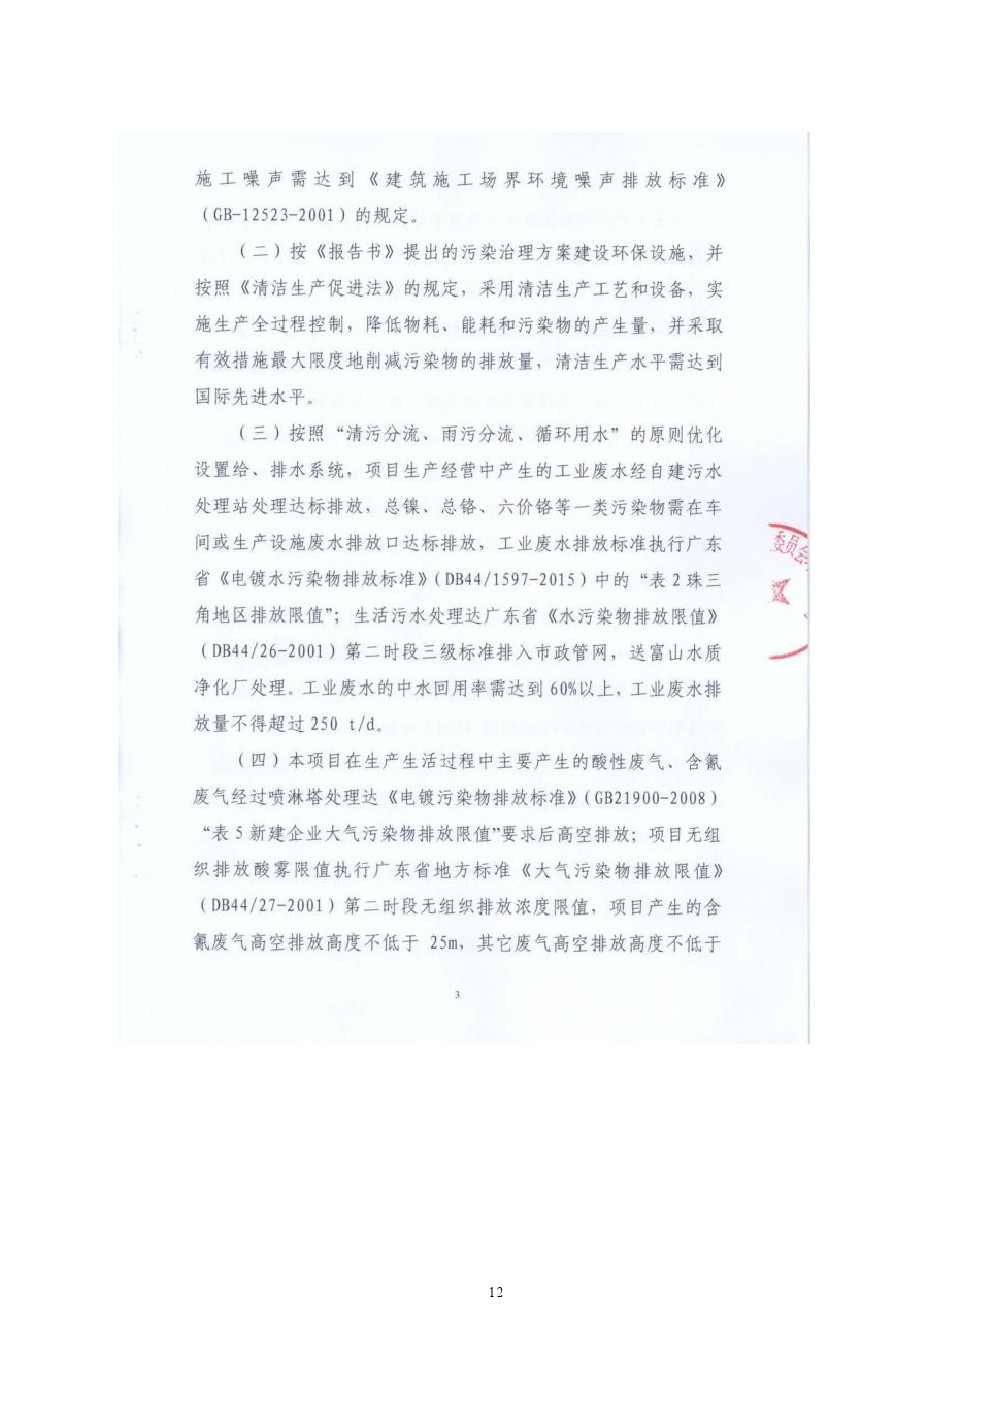 施工噪声需达到《建筑施工场界环境噪声排放标准》
（GB-12523-2001）的规定。
（二）按《报告书》提出的污染治理方案建设环保设施，并
按照《清洁生产促进法》的规定，采用清洁生产工艺和设备，实
施生产全过程控制，降低物耗、能耗和污染物的产生量，并采取
有效措施最大限度地削减污染物的排放量，清洁生产水平需达到
国际先进水平。
（三）按照“清污分流、雨污分流、循环用水”的原则优化
设置给、排水系统，项目生产经营中产生的工业废水经自建污水
处理站处理达标排放，总镍、总铬、六价铬等一类污染物需在车
间或生产设施废水排放口达标排放，工业废水排放标准执行广东
省《电镀水污染物排放标准》（DB44/1597-2015）中的“表2珠三
角地区排放限值”；生活污水处理达广东省《水污染物排放限值》
（DB44/26-2001）第二时段三级标准排入市政管网，送富山水质
净化厂处理。工业废水的中水回用率需达到60%以上，工业废水排
放量不得超过250 t/d。
（四）本项目在生产生活过程中主要产生的酸性废气、含氰
废气经过喷淋塔处理达《电镀污染物排放标准》（GB21900-2008）
“表5新建企业大气污染物排放限值”要求后高空排放；项目无组
织排放酸雾限值执行广东省地方标准《大气污染物排放限值》
（DB44/27-2001）第二时段无组织排放浓度限值，项目产生的含
氰废气高空排放高度不低于 25m，其它废气高空排放高度不低于
委员会
3
12